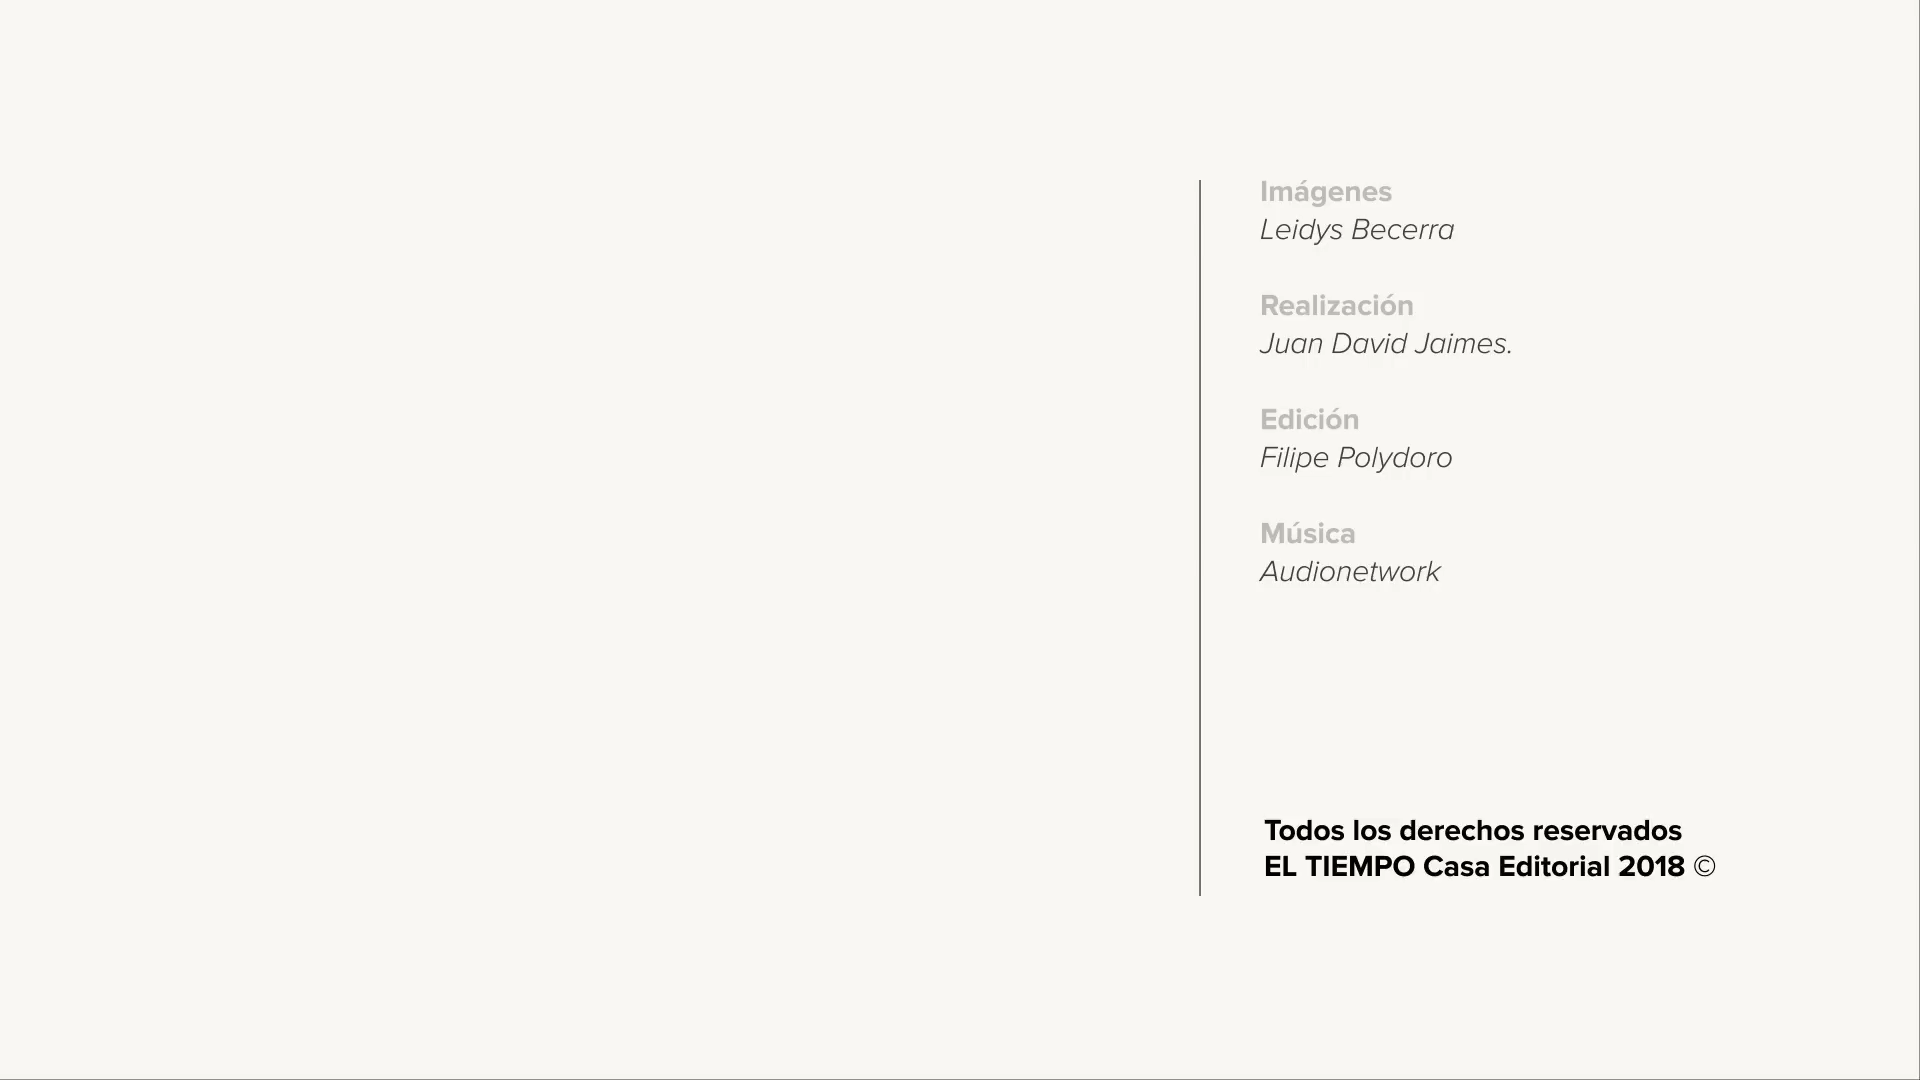 Imágenes
Leidys Becerra
Realización
Juan David Jaimes.
Edición
Filipe Polydoro
Música
Audionetwork
Todos los derechos reservados
EL TIEMPO Casa Editorial 2018 ©